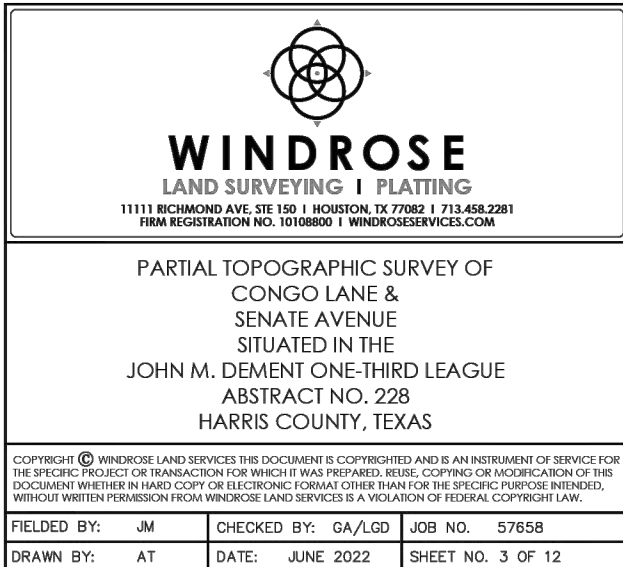 WINDROSE
LAND SURVEYING | PLATTING
11111 RICHMOND AVE, STE 150 | HOUSTON, TX 77082 | 713.458.2281
FIRM REGISTRATION NO. 10108800 | WINDROSESERVICES.COM
PARTIAL TOPOGRAPHIC SURVEY OF
CONGO LANE &
SENATE AVENUE
SITUATED IN THE
JOHN M. DEMENT ONE-THIRD LEAGUE
ABSTRACT NO. 228
HARRIS COUNTY, TEXAS
COPYRIGHT © WINDROSE LAND SERVICES THIS DOCUMENT IS COPYRIGHTED AND IS AN INSTRUMENT OF SERVICE FOR
THE SPECIFIC PROJECT OR TRANSACTION FOR WHICH IT WAS PREPARED. REUSE, COPYING OR MODIFICATION OF THIS
DOCUMENT WHETHER IN HARD COPY OR ELECTRONIC FORMAT OTHER THAN FOR THE SPECIFIC PURPOSE INTENDED,
WITHOUT WRITTEN PERMISSION FROM WINDROSE LAND SERVICES IS A VIOLATION OF FEDERAL COPYRIGHT LAW.
FIELDED BY: JM CHECKED BY: GA/LGD JOB NO. 57658
DRAWN BY: AT DATE: JUNE 2022 SHEET NO. 3 OF 12